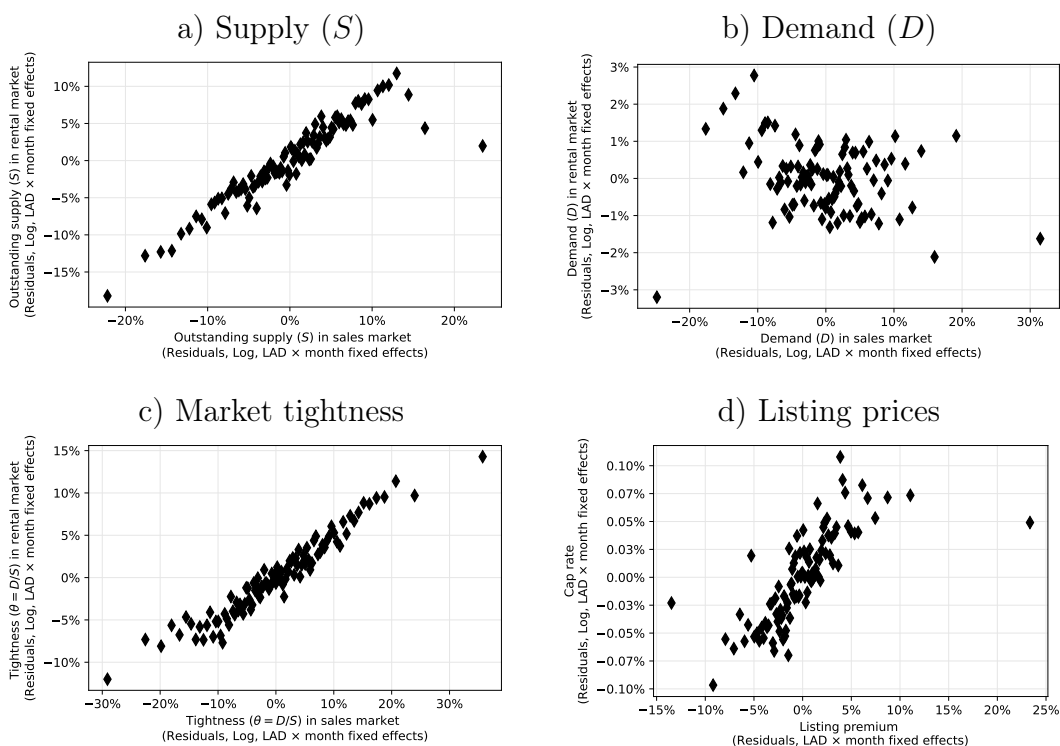 a) Supply (S)
Outstanding supply (S) in rental market
(Residuals, Log, LAD × month fixed effects)
10%
5%
0%
−5%
−10%
−15%
−20%
−10%
0%
10%
20%
Outstanding supply (S) in sales market
(Residuals, Log, LAD × month fixed effects)
b) Demand (D)
Demand (D) in rental market
(Residuals, Log, LAD × month fixed effects)
3%
2%
1%
0%
−1%
−2%
−3%
−20%
−10%
0%
10%
20%
30%
Demand (D) in sales market
(Residuals, Log, LAD × month fixed effects)
c) Market tightness
Tightness (θ = D/S) in rental market
(Residuals, Log, LAD × month fixed effects)
15%
10%
5%
0%
−5%
−10%
−30%
−20%
−10%
0%
10%
20%
30%
Tightness (θ = D/S) in sales market
(Residuals, Log, LAD × month fixed effects)
d) Listing prices
Cap rate
(Residuals, Log, LAD × month fixed effects)
0.10%
0.07%
0.05%
0.03%
0.00%
−0.03%
−0.05%
−0.07%
−0.10%
−15%
−10%
−5%
0%
5%
10%
15%
20%
25%
Listing premium
(Residuals, LAD × month fixed effects)